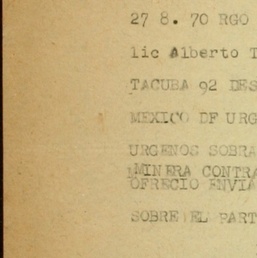 27 8. 70 RGO
lic Alberto T
TACUBA 92 DES
MEXICO DF URG
URGENOS SOBRA
MINERA CONTRA
OFRECIO ENVIA
SOBRE EL PART